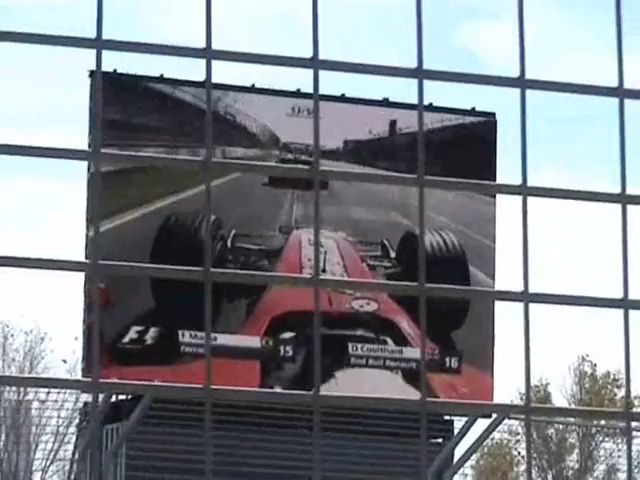 F1
F Massa
Ferrari
15
D Coulthard
Red Bull Renault
16